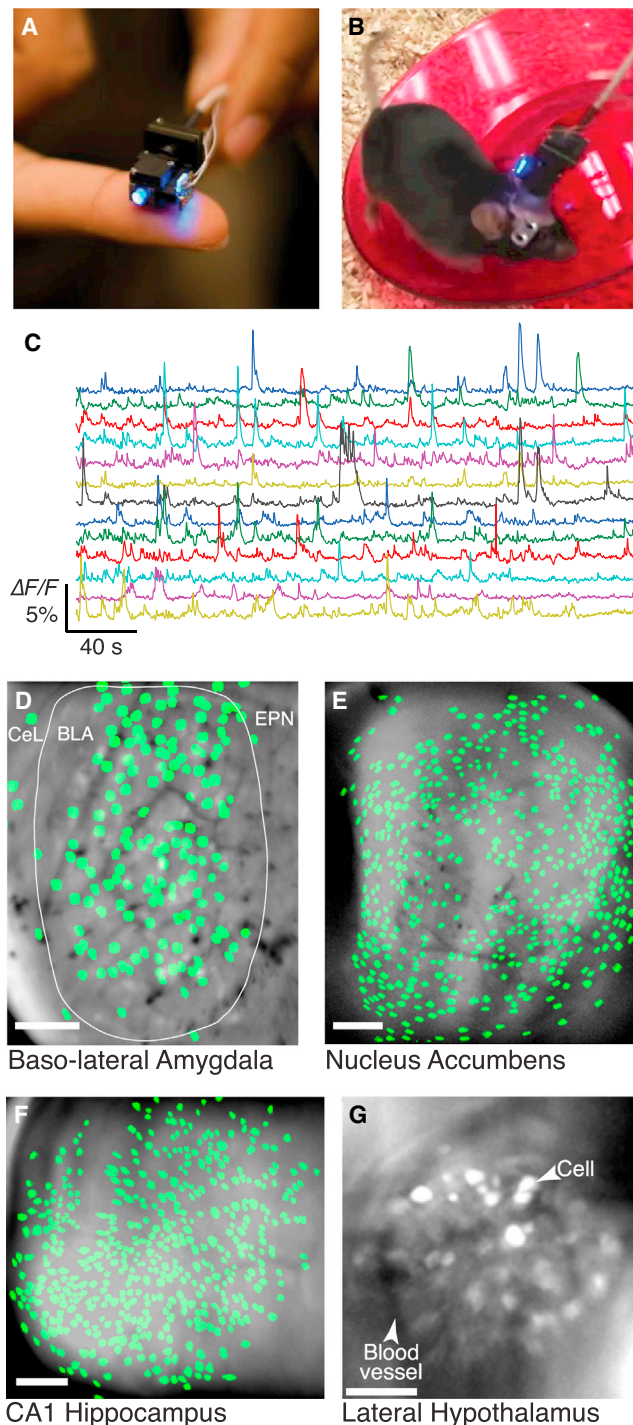 A
B
C
ΔF/F
5%
40 s
D
CeL
BLA
EPN
Baso-lateral Amygdala
E
Nucleus Accumbens
F
CA1 Hippocampus
G
Cell
Blood
vessel
Lateral Hypothalamus